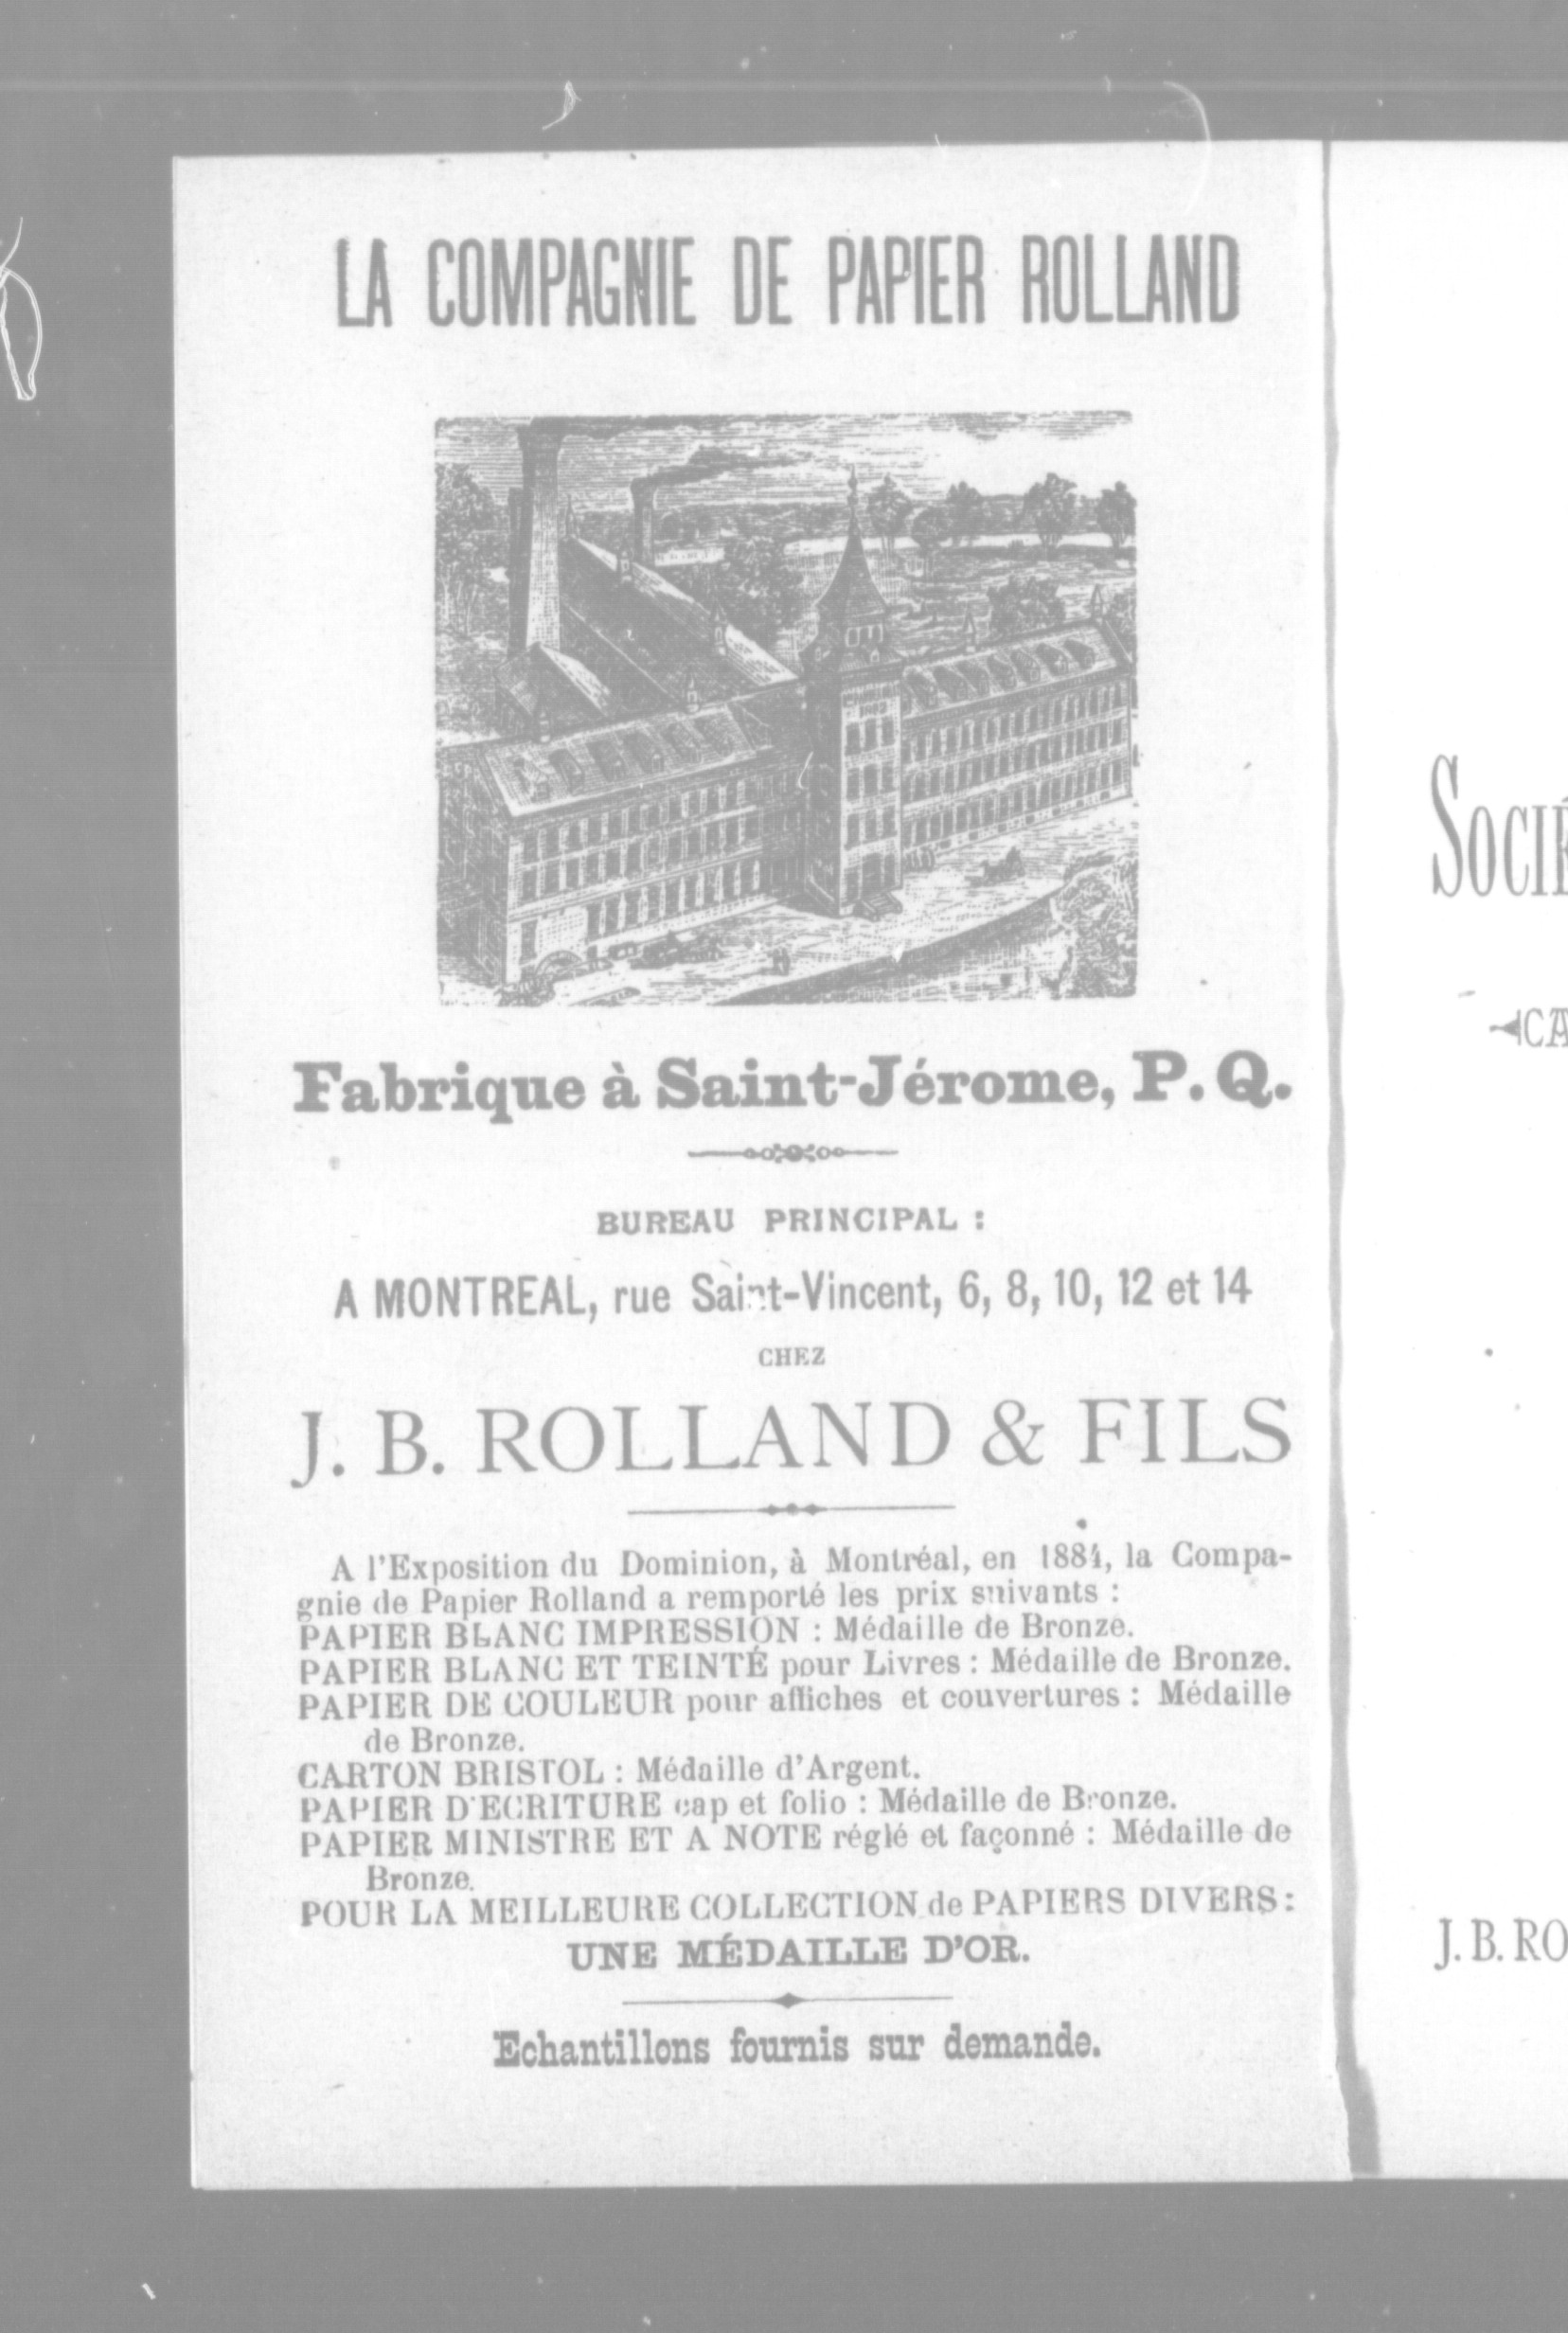 LA COMPAGNIE DE PAPIER ROLLAND
Fabrique à Saint-Jérome, P. Q.
BUREAU PRINCIPAL :
A MONTREAL, rue Saint-Vincent, 6, 8, 10, 12 et 14
CHEZ
J. B. ROLLAND & FILS
A l'Exposition du Dominion, à Montréal, en 1884, la Compa-
gnie de Papier Rolland a remporté les prix suivants :
PAPIER BLANC IMPRESSION : Médaille de Bronze.
PAPIER BLANC ET TEINTÉ pour Livres : Médaille de Bronze.
PAPIER DE COULEUR pour affiches et couvertures : Médaille
de Bronze.
CARTON BRISTOL : Médaille d'Argent.
PAPIER D'ECRITURE cap et folio : Médaille de Bronze.
PAPIER MINISTRE ET A NOTE réglé et façonné : Médaille de
Bronze.
POUR LA MEILLEURE COLLECTION de PAPIERS DIVERS :
UNE MÉDAILLE D'OR.
Echantillons fournis sur demande.
SOCIÉ
CA
J. B. RO